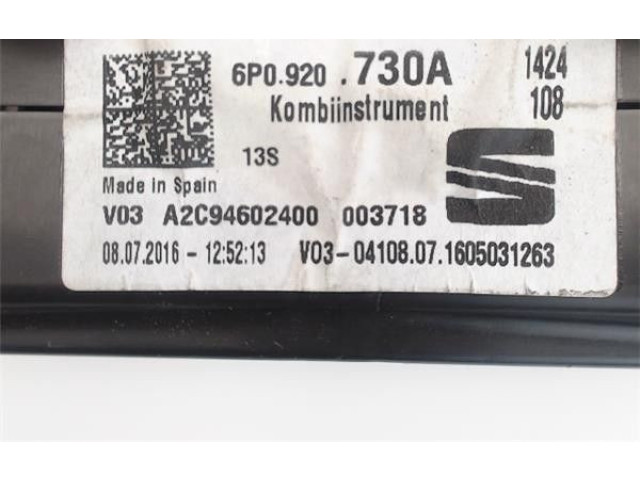 6P0.920 .730A 1424
Kombiinstrument 108
13S
Made in Spain
V03 A2C94602400 003718
08.07.2016 - 12:52:13 V03-04108.07.1605031263